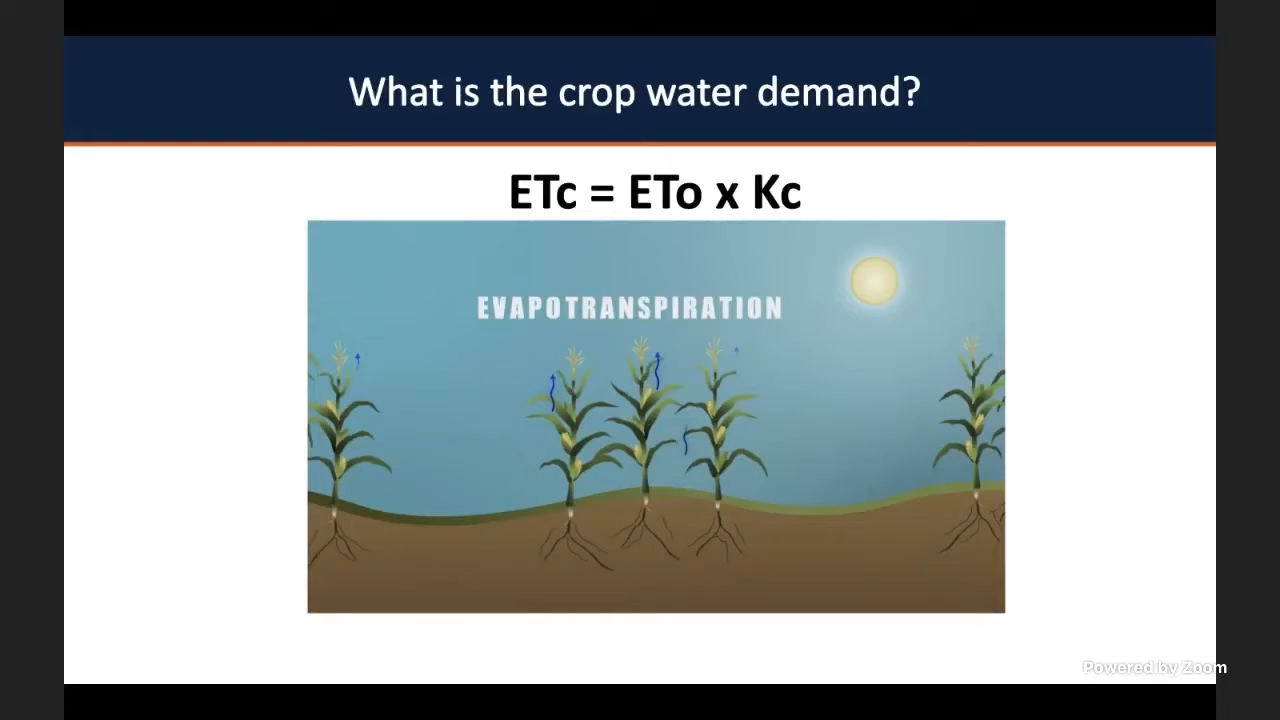 What is the crop water demand?
ETc = ETo x Kc
EVAPOTRANSPIRATION
Powered by Zoom